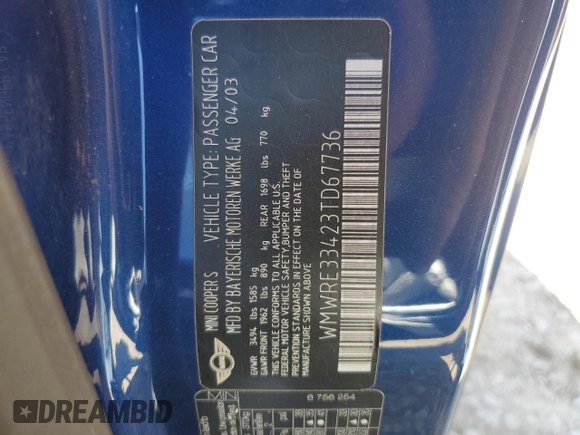 MINI COOPER S VEHICLE TYPE: PASSENGER CAR
MFD BY BAYERISCHE MOTOREN WERKE AG 04/03
GVWR 3494 lbs 1585 kg
GAWR FRONT 1962 lbs 890 kg REAR 1698 lbs 770 kg
THIS VEHICLE CONFORMS TO ALL APPLICABLE U.S.
FEDERAL MOTOR VEHICLE SAFETY,BUMPER AND THEFT
PREVENTION STANDARDS IN EFFECT ON THE DATE OF
MANUFACTURE SHOWN ABOVE
WMWRE33423TD67736
6 756 254
DREAMBID